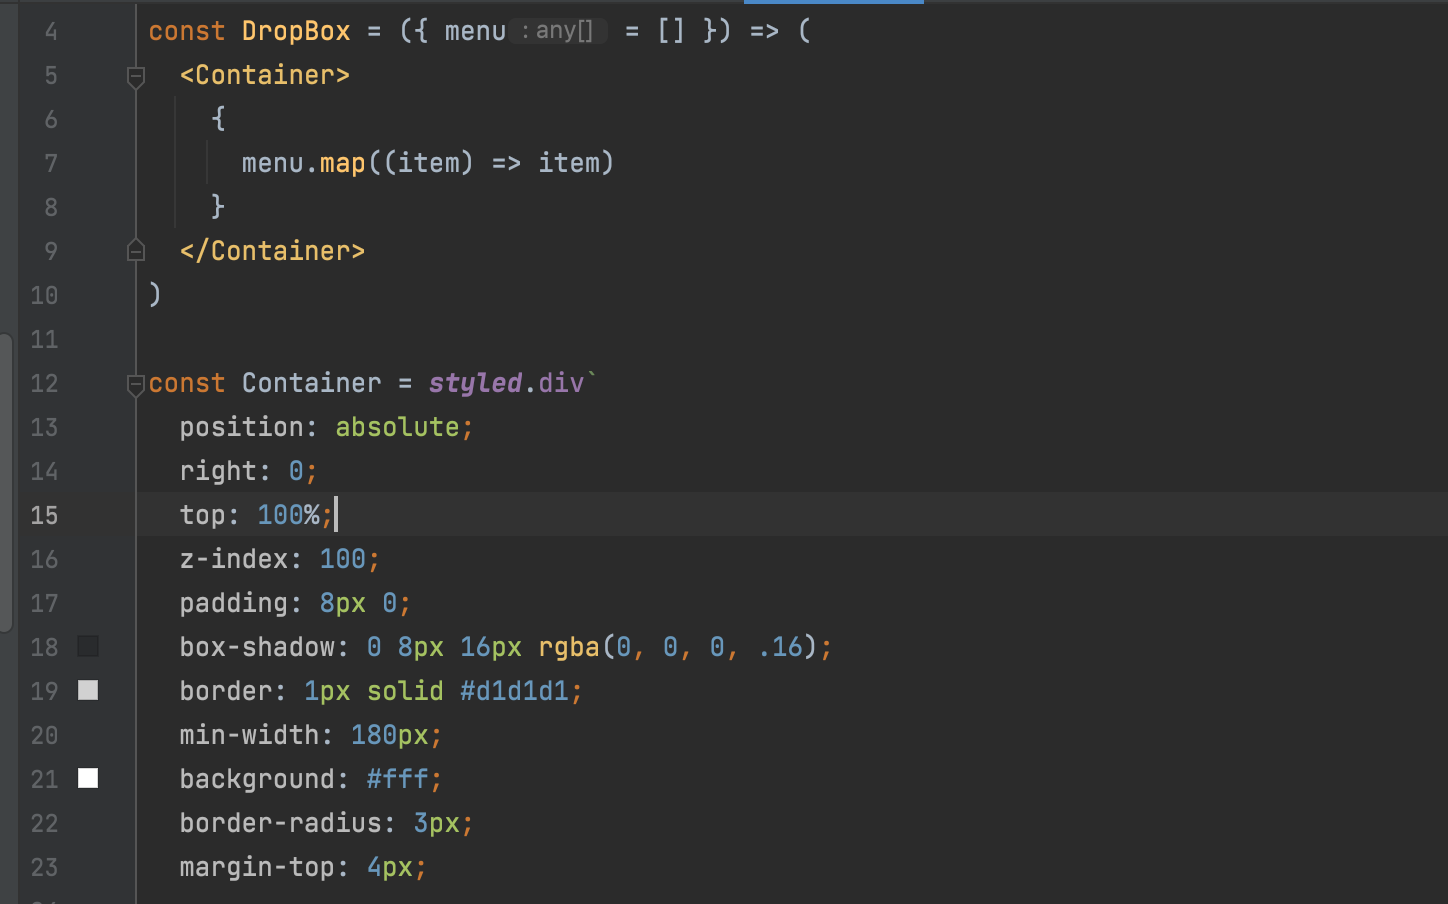 4 const DropBox = ({ menu : any[] = [] }) => (
5 <Container>
6 {
7 menu.map((item) => item)
8 }
9 </Container>
10 )
11
12 const Container = styled.div`
13 position: absolute;
14 right: 0;
15 top: 100%;
16 z-index: 100;
17 padding: 8px 0;
18 box-shadow: 0 8px 16px rgba(0, 0, 0, .16);
19 border: 1px solid #d1d1d1;
20 min-width: 180px;
21 background: #fff;
22 border-radius: 3px;
23 margin-top: 4px;